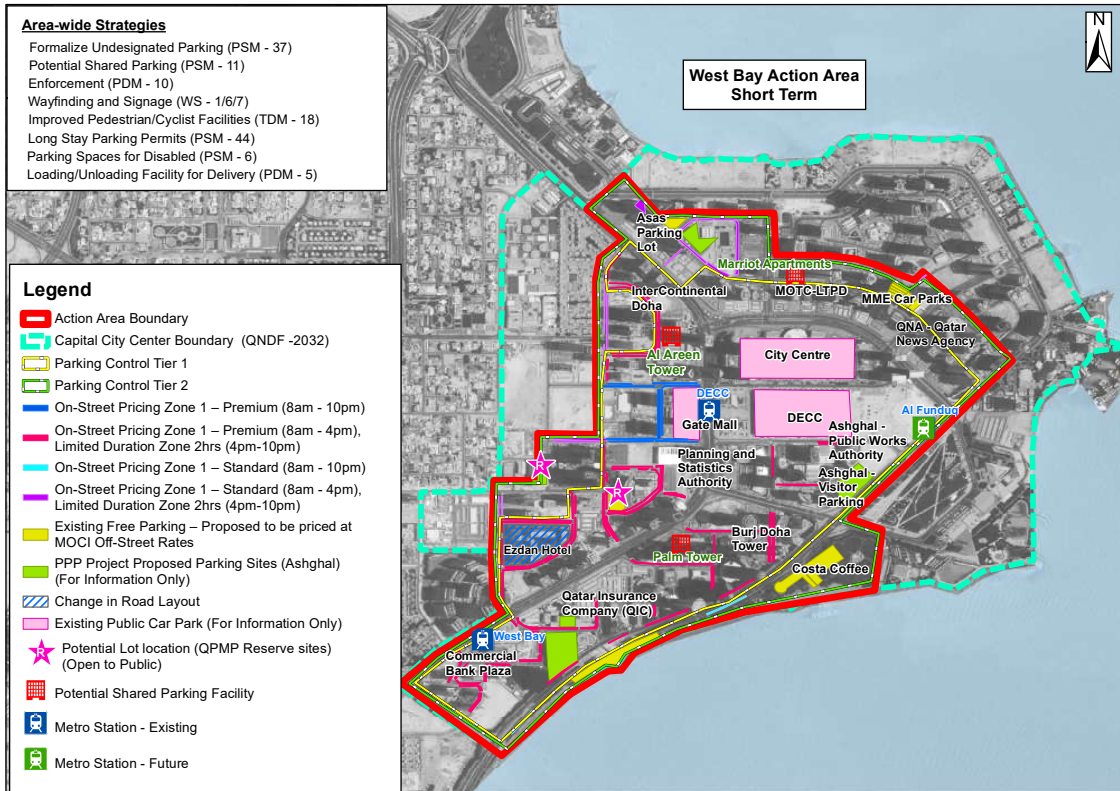 Area-wide Strategies
Formalize Undesignated Parking (PSM - 37)
Potential Shared Parking (PSM - 11)
Enforcement (PDM - 10)
Wayfinding and Signage (WS - 1/6/7)
Improved Pedestrian/Cyclist Facilities (TDM - 18)
Long Stay Parking Permits (PSM - 44)
Parking Spaces for Disabled (PSM - 6)
Loading/Unloading Facility for Delivery (PDM - 5)
West Bay Action Area
Short Term
N
Legend
Action Area Boundary
Capital City Center Boundary (QNDF -2032)
Parking Control Tier 1
Parking Control Tier 2
On-Street Pricing Zone 1 – Premium (8am - 10pm)
On-Street Pricing Zone 1 – Premium (8am - 4pm),
Limited Duration Zone 2hrs (4pm-10pm)
On-Street Pricing Zone 1 – Standard (8am - 10pm)
On-Street Pricing Zone 1 – Standard (8am - 4pm),
Limited Duration Zone 2hrs (4pm-10pm)
Existing Free Parking – Proposed to be priced at
MOCI Off-Street Rates
PPP Project Proposed Parking Sites (Ashghal)
(For Information Only)
Change in Road Layout
Existing Public Car Park (For Information Only)
R
Potential Lot location (QPMP Reserve sites)
(Open to Public)
Potential Shared Parking Facility
Metro Station - Existing
Metro Station - Future
Asas
Parking
Lot
Marriot Apartments
InterContinental
Doha
MOTC-LTPD
MME Car Parks
QNA - Qatar
News Agency
Al Areen
Tower
City Centre
DECC
Gate Mall
DECC
Al Funduq
Ashghal -
Public Works
Authority
Planning and
Statistics
Authority
Ashghal -
Visitor
Parking
R
R
Ezdan Hotel
Burj Doha
Tower
Palm Tower
Costa Coffee
Qatar Insurance
Company (QIC)
West Bay
Commercial
Bank Plaza